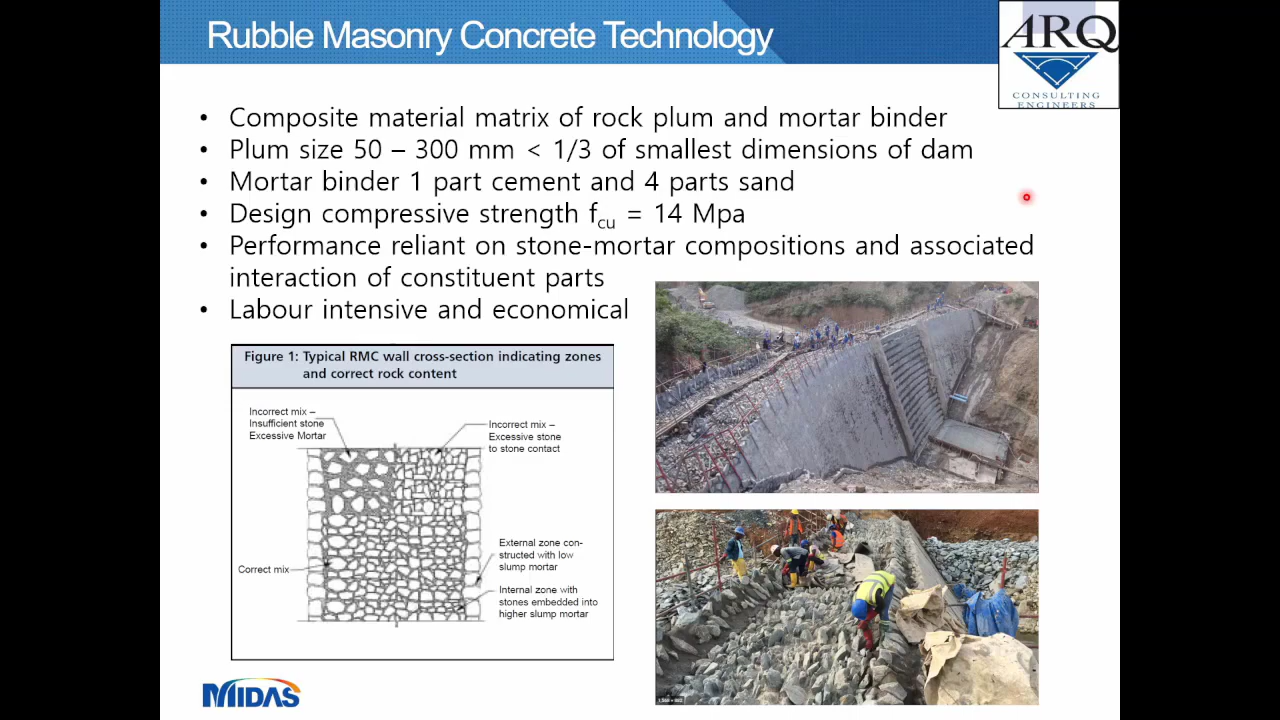 Rubble Masonry Concrete Technology
ARQ
CONSULTING
ENGINEERS
• Composite material matrix of rock plum and mortar binder
• Plum size 50 – 300 mm < 1/3 of smallest dimensions of dam
• Mortar binder 1 part cement and 4 parts sand
• Design compressive strength fcu = 14 Mpa
• Performance reliant on stone-mortar compositions and associated
interaction of constituent parts
• Labour intensive and economical
Figure 1: Typical RMC wall cross-section indicating zones
and correct rock content
Incorrect mix –
Insufficient stone
Excessive Mortar
Incorrect mix –
Excessive stone
to stone contact
External zone con-
structed with low
slump mortar
Correct mix
Internal zone with
stones embedded into
higher slump mortar
MIDAS